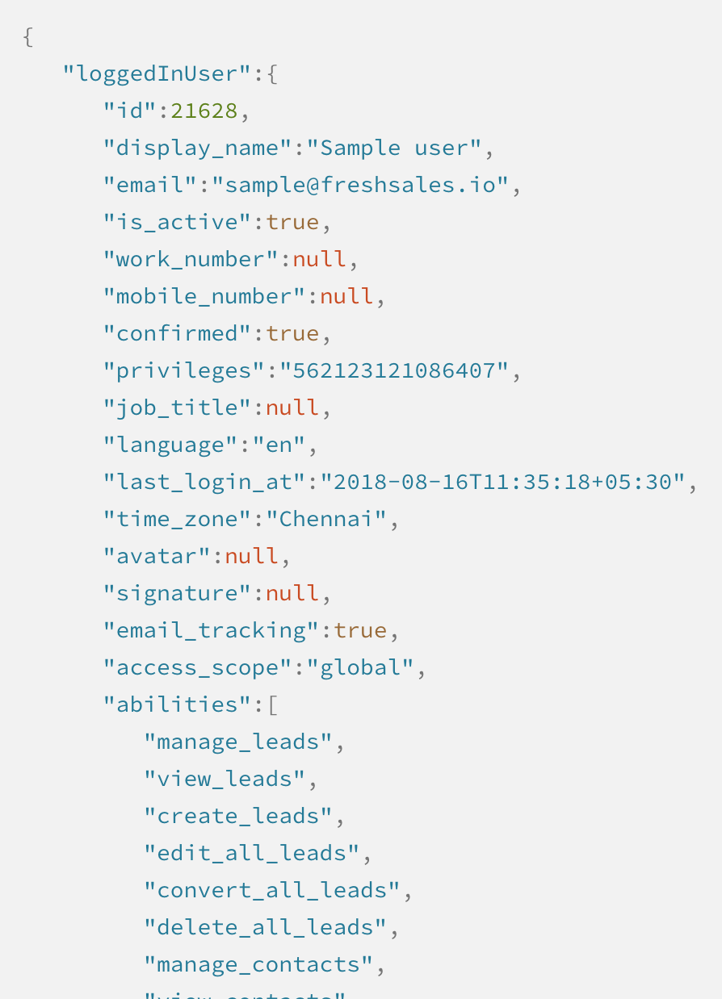 {
"loggedInUser":{
"id":21628,
"display_name":"Sample user",
"email":"sample@freshsales.io",
"is_active":true,
"work_number":null,
"mobile_number":null,
"confirmed":true,
"privileges":"562123121086407",
"job_title":null,
"language":"en",
"last_login_at":"2018-08-16T11:35:18+05:30",
"time_zone":"Chennai",
"avatar":null,
"signature":null,
"email_tracking":true,
"access_scope":"global",
"abilities":[
"manage_leads",
"view_leads",
"create_leads",
"edit_all_leads",
"convert_all_leads",
"delete_all_leads",
"manage_contacts",